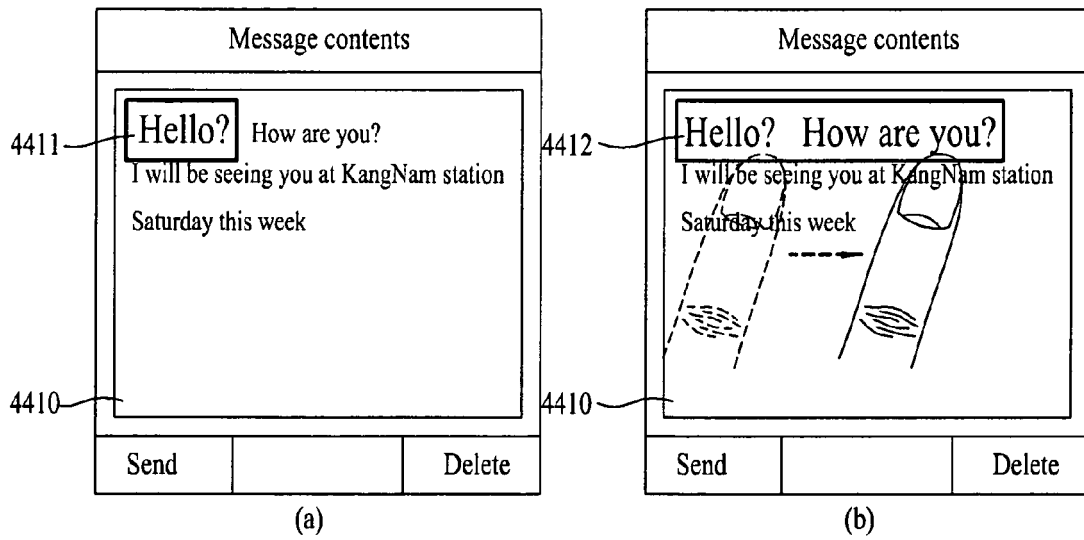 Message contents
4411
Hello? How are you?
I will be seeing you at KangNam station
Saturday this week
4410
Send
Delete
(a)
Message contents
4412
Hello? How are you?
I will be seeing you at KangNam station
Saturday this week
4410
Send
Delete
(b)